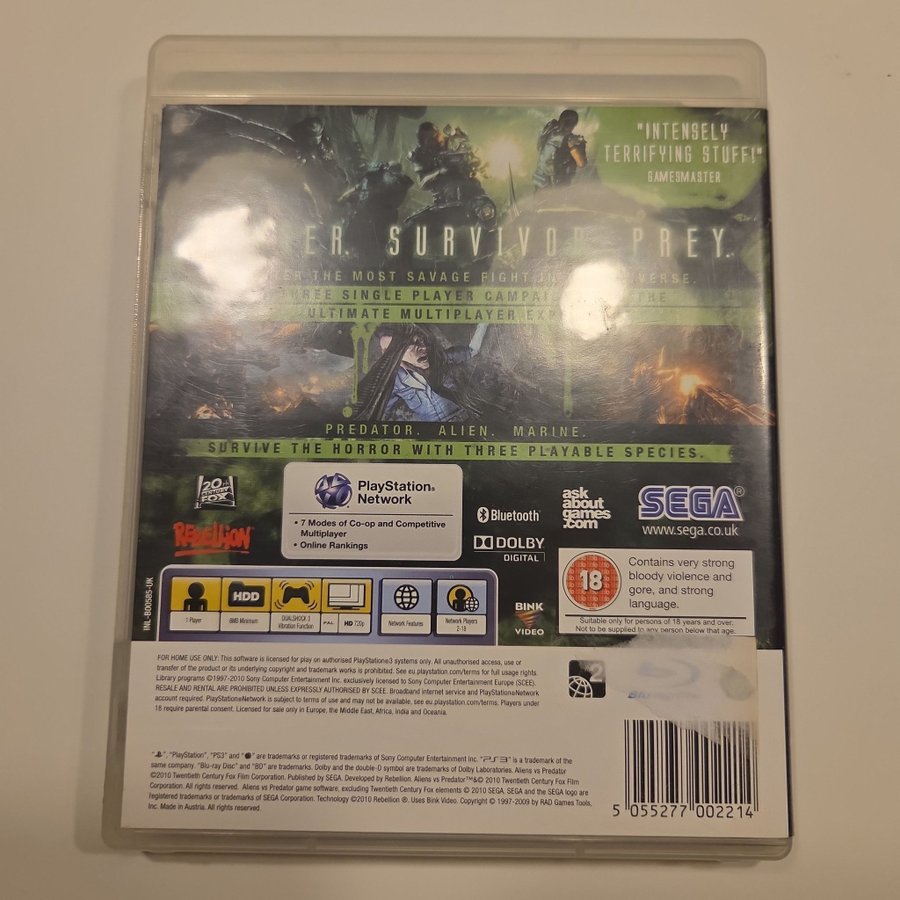 "INTENSELY
TERRIFYING STUFF!"
GAMESMASTER
SURVIVOR. PREY.
THE MOST SAVAGE FIGHT
THREE SINGLE PLAYER THE
ULTIMATE MULTIPLAYER
PREDATOR. ALIEN. MARINE.
SURVIVE THE HORROR WITH THREE PLAYABLE SPECIES.
20th
CENTURY
FOX
REBELLION
PlayStation®
Network
• 7 Modes of Co-op and Competitive
Multiplayer
• Online Rankings
Bluetooth®
DOLBY
DIGITAL
ask
about
games
.com
SEGA®
www.sega.co.uk
18
Contains very strong
bloody violence and
gore, and strong
language.
Suitable only for persons of 18 years and over.
Not to be supplied to any person below that age.
INL-B00585-UK
1 Player
HDD
8MB Minimum
DUALSHOCK 3
Vibration Function
PAL HD 720p
Network Features
Network Players
2-18
BINK
VIDEO
FOR HOME USE ONLY: This software is licensed for play on authorised PlayStation3 systems only. All unauthorised access, use or
transfer of the product or its underlying copyright and trademark works is prohibited. See eu.playstation.com/terms for full usage rights.
Library programs ©1997-2010 Sony Computer Entertainment Inc. exclusively licensed to Sony Computer Entertainment Europe (SCEE).
RESALE AND RENTAL ARE PROHIBITED UNLESS EXPRESSLY AUTHORISED BY SCEE. Broadband internet service and PlayStation®Network
account required. PlayStation®Network is subject to terms of use and may not be available, see eu.playstation.com/terms. Players under
18 require parental consent. Licensed for sale only in Europe, the Middle East, Africa, India and Oceania.
2
"PlayStation", "PS3" and are trademarks or registered trademarks of Sony Computer Entertainment Inc. "PS3" is a trademark of the
same company. "Blu-ray Disc" and "BD" are trademarks. Dolby and the double-D symbol are trademarks of Dolby Laboratories. Aliens vs Predator
©2010 Twentieth Century Fox Film Corporation. Published by SEGA. Developed by Rebellion. Aliens vs Predator™&© 2010 Twentieth Century Fox Film
Corporation. All rights reserved. Aliens vs Predator game software, excluding Twentieth Century Fox elements © 2010 SEGA. SEGA and the SEGA logo are
registered trademarks or trademarks of SEGA Corporation. Technology ©2010 Rebellion ®. Uses Bink Video. Copyright © 1997-2009 by RAD Games Tools,
Inc. Made in Austria. All rights reserved.
5 055277 002214